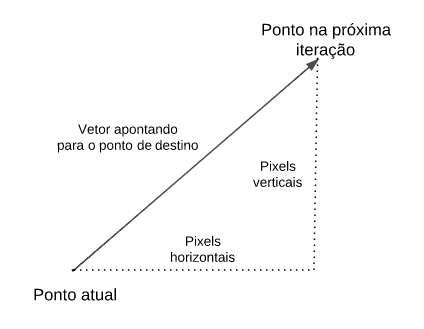 Ponto na próxima
iteração
Vetor apontando
para o ponto de destino
Pixels
verticais
Pixels
horizontais
Ponto atual